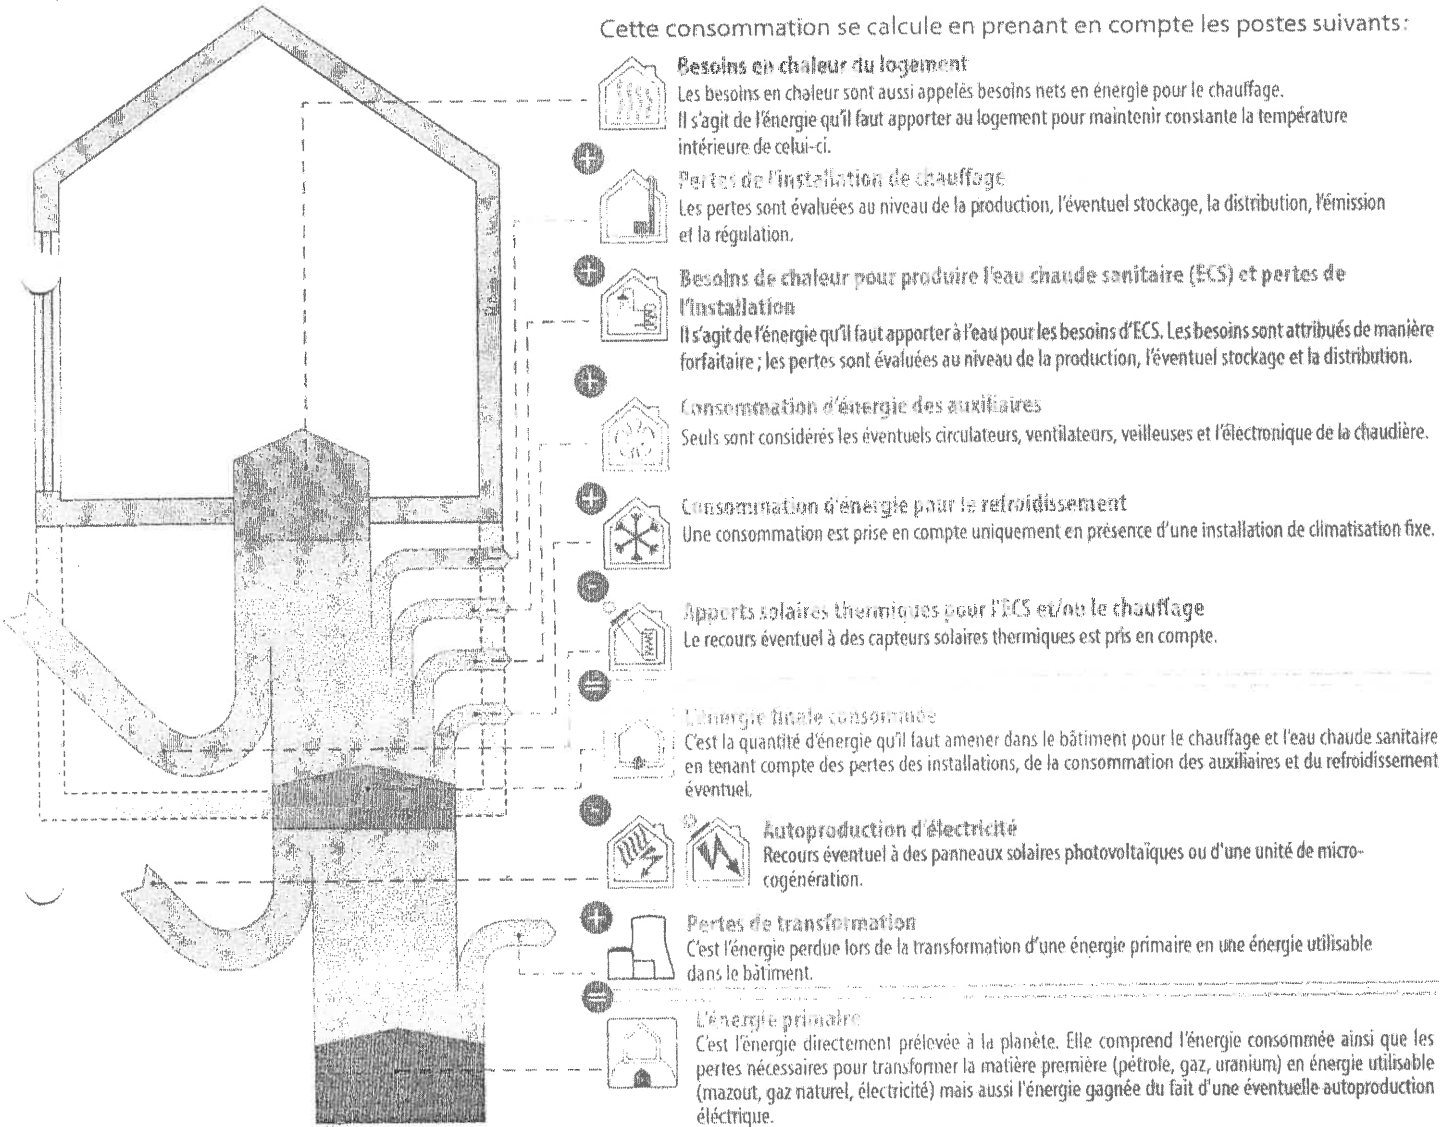 Cette consommation se calcule en prenant en compte les postes suivants:
Besoins en chaleur du logement
Les besoins en chaleur sont aussi appelés besoins nets en énergie pour le chauffage.
Il s'agit de l'énergie qu'il faut apporter au logement pour maintenir constante la température
intérieure de celui-ci.
+
Pertes de l'installation de chauffage
Les pertes sont évaluées au niveau de la production, l'éventuel stockage, la distribution, l'émission
et la régulation.
+
Besoins de chaleur pour produire l'eau chaude sanitaire (ECS) et pertes de
l'installation
Il s'agit de l'énergie qu'il faut apporter à l'eau pour les besoins d'ECS. Les besoins sont attribués de manière
forfaitaire ; les pertes sont évaluées au niveau de la production, l'éventuel stockage et la distribution.
+
Consommation d'énergie des auxiliaires
Seuls sont considérés les éventuels circulateurs, ventilateurs, veilleuses et l'électronique de la chaudière.
+
Consommation d'énergie pour le refroidissement
Une consommation est prise en compte uniquement en présence d'une installation de climatisation fixe.
-
Apports solaires thermiques pour l'ECS et/ou le chauffage
Le recours éventuel à des capteurs solaires thermiques est pris en compte.
=
L'énergie finale consommée
C'est la quantité d'énergie qu'il faut amener dans le bâtiment pour le chauffage et l'eau chaude sanitaire
en tenant compte des pertes des installations, de la consommation des auxiliaires et du refroidissement
éventuel.
-
Autoproduction d'électricité
Recours éventuel à des panneaux solaires photovoltaïques ou d'une unité de micro-
cogénération.
+
Pertes de transformation
C'est l'énergie perdue lors de la transformation d'une énergie primaire en une énergie utilisable
dans le bâtiment.
=
L'énergie primaire
C'est l'énergie directement prélevée à la planète. Elle comprend l'énergie consommée ainsi que les
pertes nécessaires pour transformer la matière première (pétrole, gaz, uranium) en énergie utilisable
(mazout, gaz naturel, électricité) mais aussi l'énergie gagnée du fait d'une éventuelle autoproduction
éléctrique.